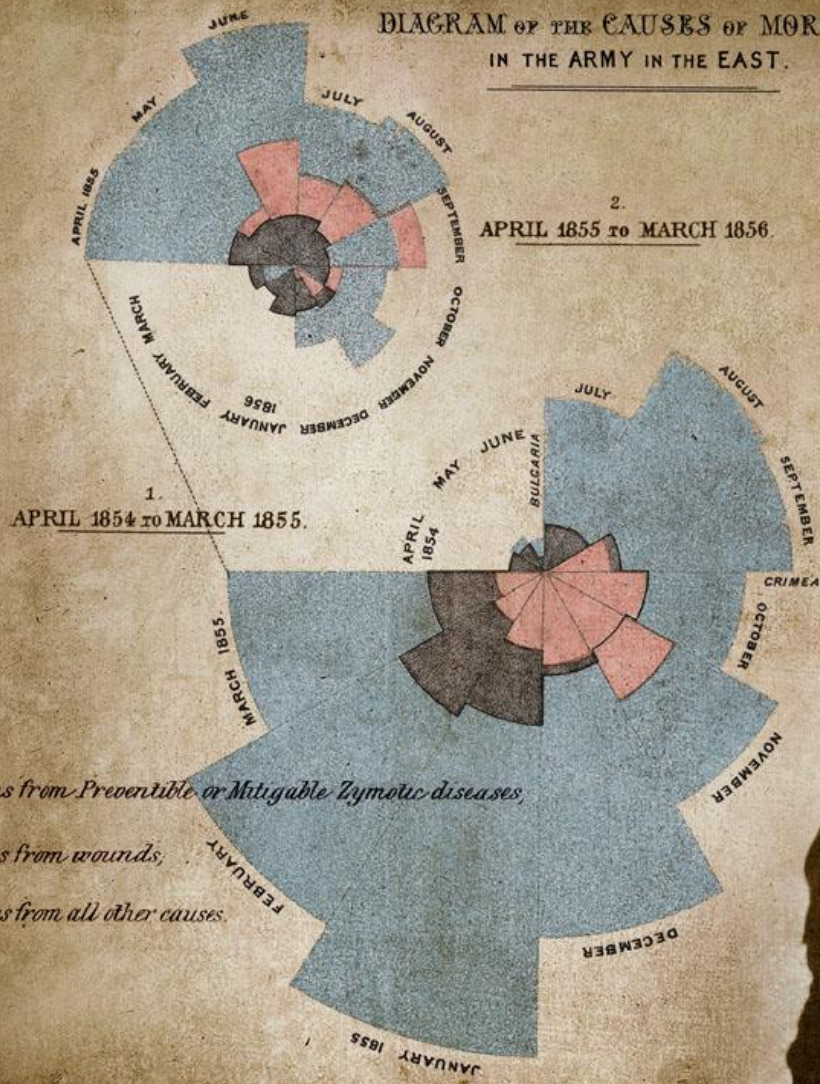 DIAGRAM OF THE CAUSES OF MOR
IN THE ARMY IN THE EAST.
2.
APRIL 1855 TO MARCH 1856.
APRIL 1855
MAY
JUNE
JULY
AUGUST
SEPTEMBER
OCTOBER
NOVEMBER
DECEMBER
JANUARY
1856
FEBRUARY
MARCH
1.
APRIL 1854 TO MARCH 1855.
APRIL
1854
MAY
JUNE
BULGARIA
JULY
AUGUST
SEPTEMBER
CRIMEA
OCTOBER
NOVEMBER
DECEMBER
JANUARY 1855
FEBRUARY
MARCH 1855.
s from Preventible or Mitigable Zymotic diseases,
s from wounds,
s from all other causes.